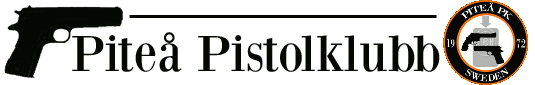 Piteå Pistolklubb
PITEÅ PK
19 72
SWEDEN